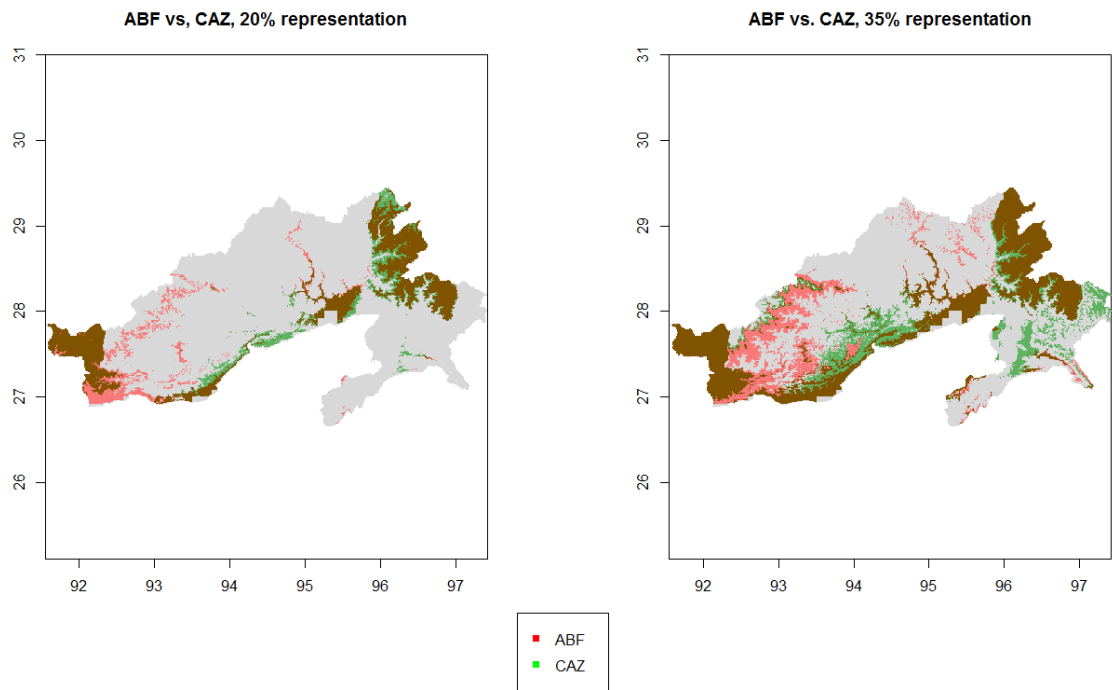 ABF vs, CAZ, 20% representation
31
30
29
28
27
26
92 93 94 95 96 97
ABF vs. CAZ, 35% representation
31
30
29
28
27
26
92 93 94 95 96 97
ABF
CAZ